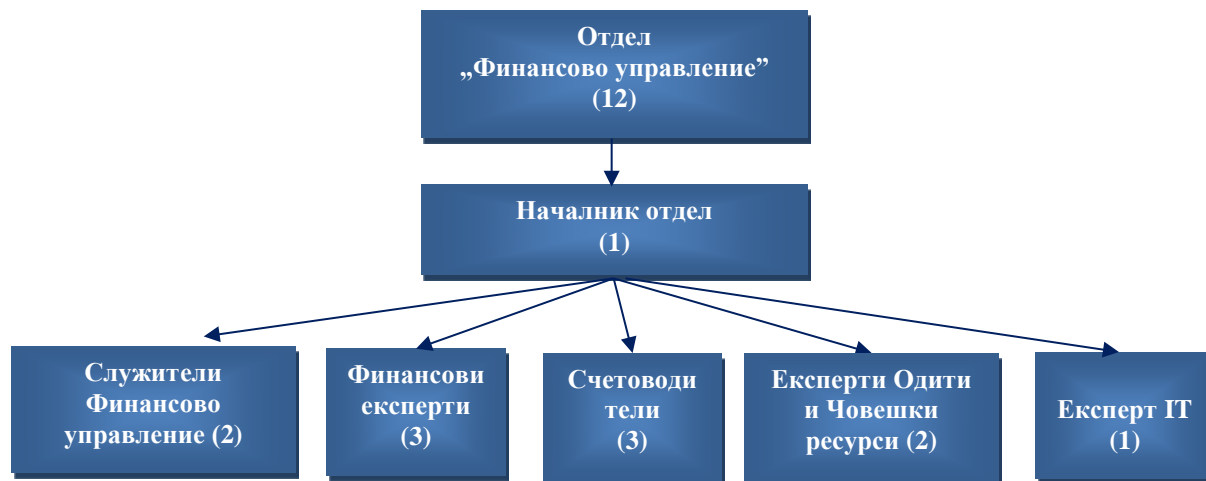 Отдел
„Финансово управление”
(12)
Началник отдел
(1)
Служители
Финансово
управление (2)
Финансови
експерти
(3)
Счетоводи
тели
(3)
Експерти Одити
и Човешки
ресурси (2)
Експерт IT
(1)